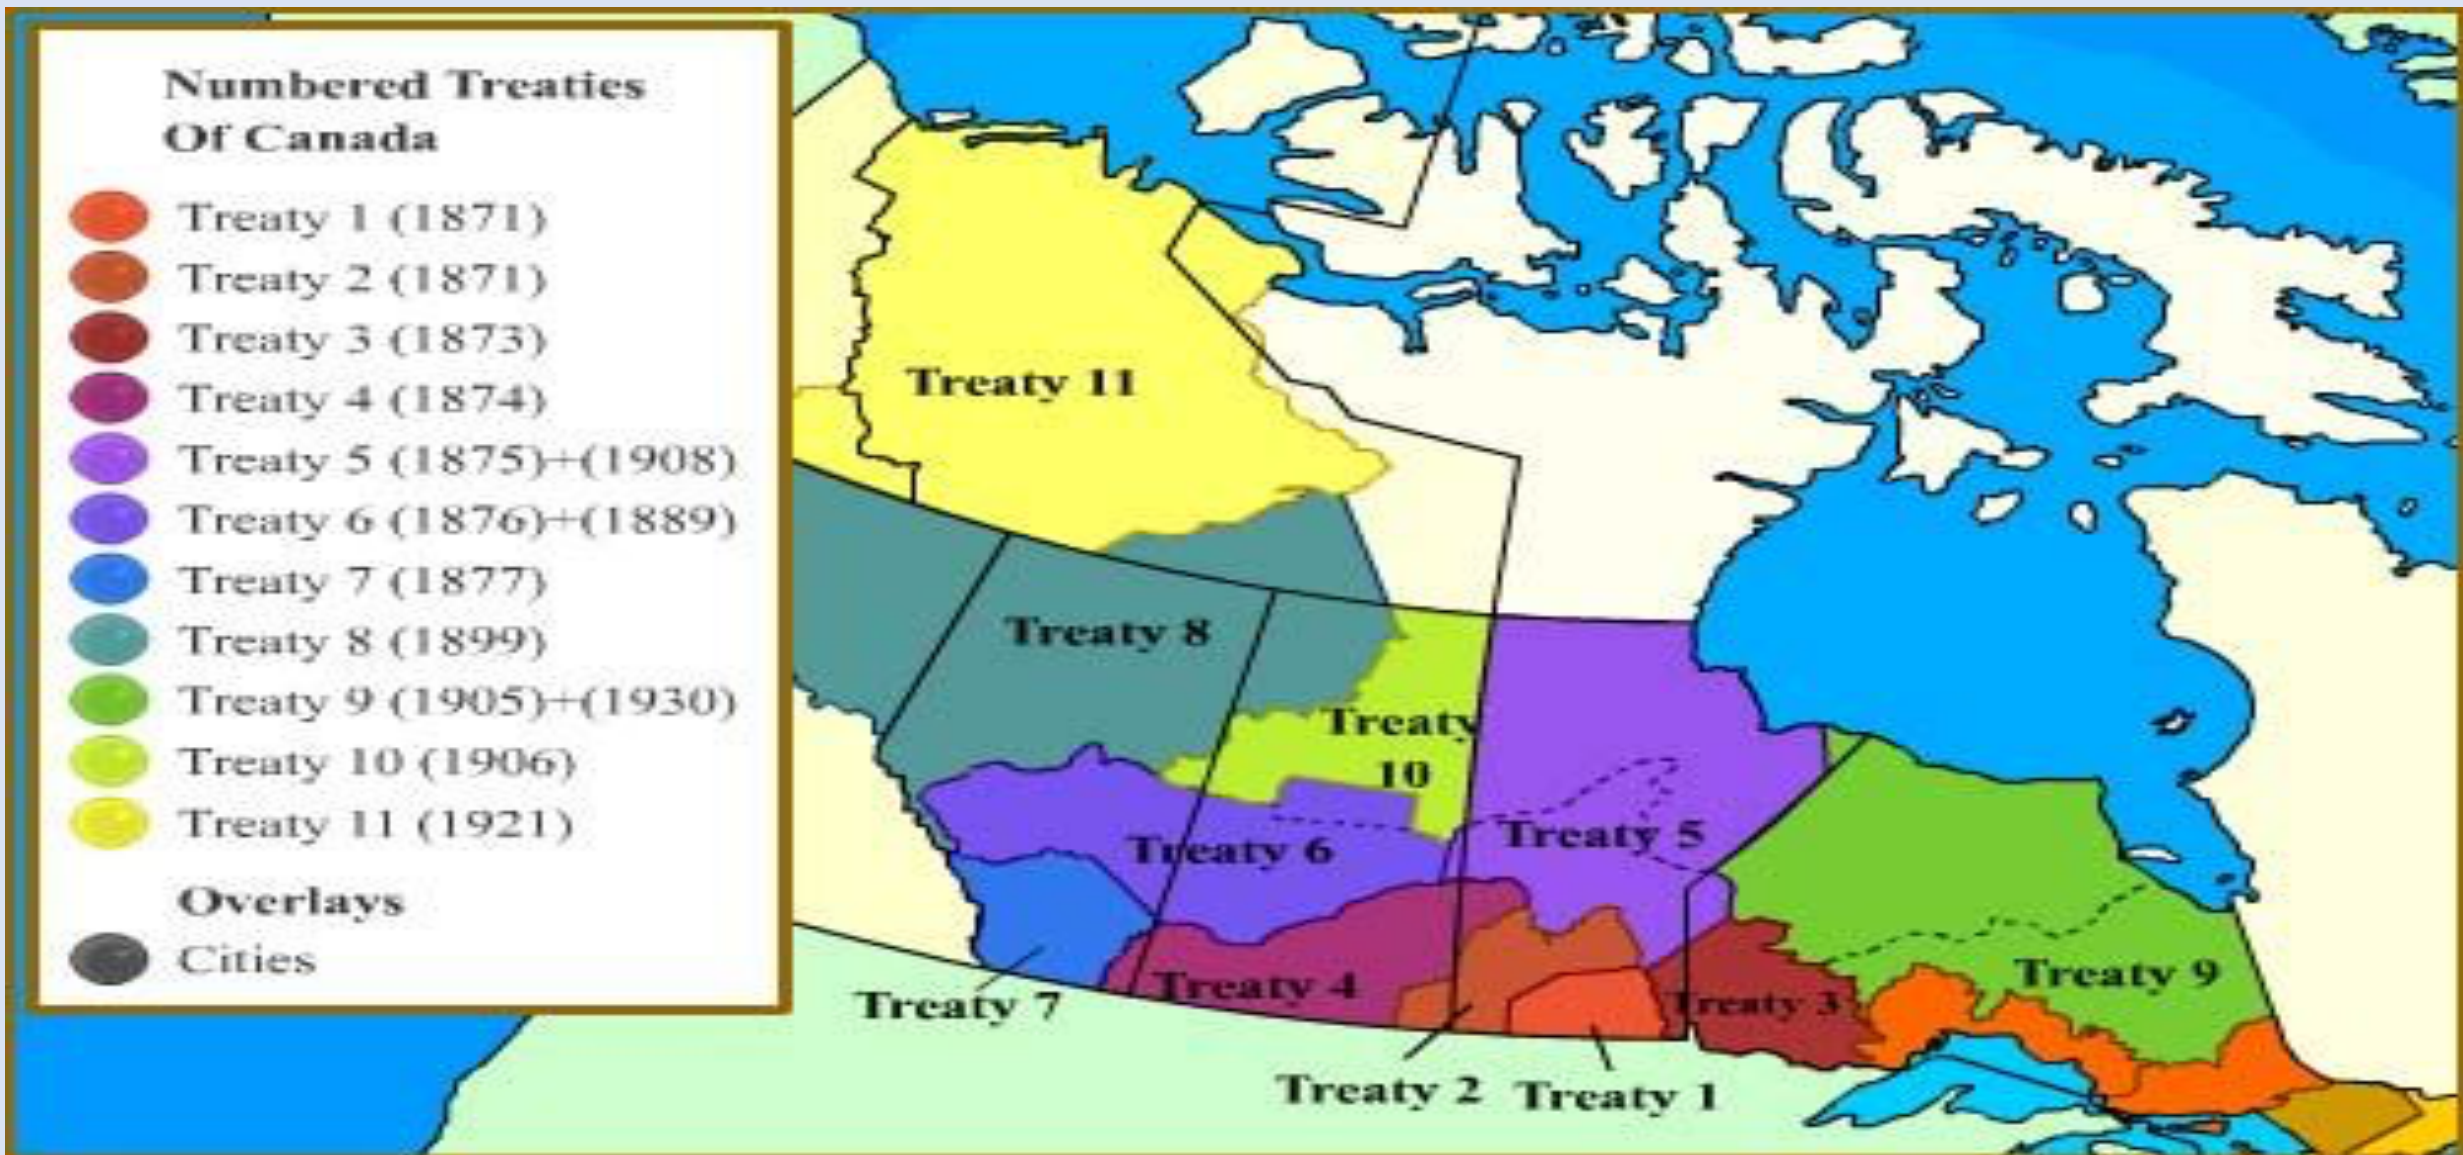 Numbered Treaties
Of Canada
Treaty 1 (1871)
Treaty 2 (1871)
Treaty 3 (1873)
Treaty 4 (1874)
Treaty 5 (1875)+(1908)
Treaty 6 (1876)+(1889)
Treaty 7 (1877)
Treaty 8 (1899)
Treaty 9 (1905)+(1930)
Treaty 10 (1906)
Treaty 11 (1921)
Overlays
Cities
Treaty 11
Treaty 8
Treaty
10
Treaty 6
Treaty 5
Treaty 4
Treaty 9
Treaty 7
Treaty 3
Treaty 2
Treaty 1